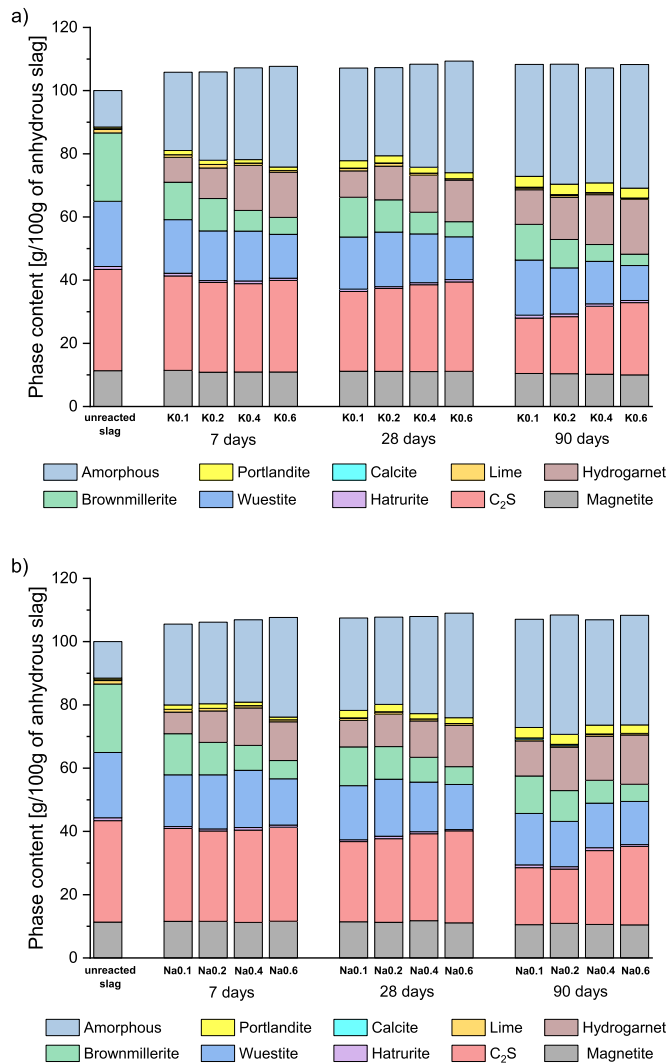 a)
120
100
80
60
40
20
0
Phase content [g/100g of anhydrous slag]
unreacted
slag
K0.1 K0.2 K0.4 K0.6 K0.1 K0.2 K0.4 K0.6 K0.1 K0.2 K0.4 K0.6
7 days 28 days 90 days
Amorphous Portlandite Calcite Lime Hydrogarnet
Brownmillerite Wuestite Hatrurite C₂S Magnetite
b)
120
100
80
60
40
20
0
Phase content [g/100g of anhydrous slag]
unreacted
slag
Na0.1 Na0.2 Na0.4 Na0.6 Na0.1 Na0.2 Na0.4 Na0.6 Na0.1 Na0.2 Na0.4 Na0.6
7 days 28 days 90 days
Amorphous Portlandite Calcite Lime Hydrogarnet
Brownmillerite Wuestite Hatrurite C₂S Magnetite